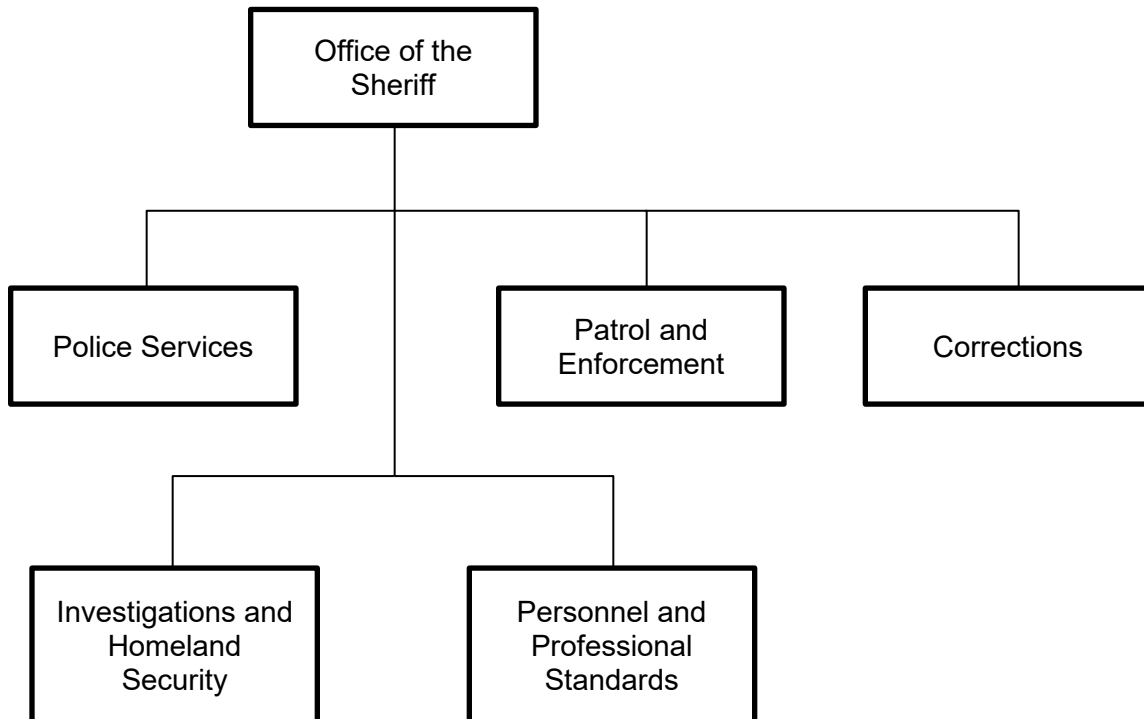 Office of the
Sheriff
Police Services
Patrol and
Enforcement
Corrections
Investigations and
Homeland
Security
Personnel and
Professional
Standards